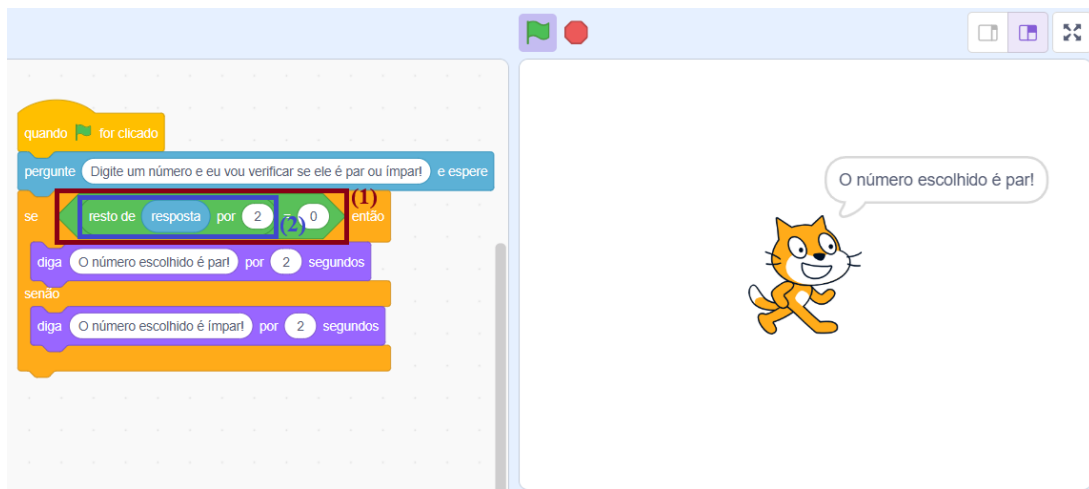 quando for clicado
pergunte Digite um número e eu vou verificar se ele é par ou ímpar! e espere
(1)
se resto de resposta por 2 = 0 então
(2)
diga O número escolhido é par! por 2 segundos
senão
diga O número escolhido é ímpar! por 2 segundos
O número escolhido é par!